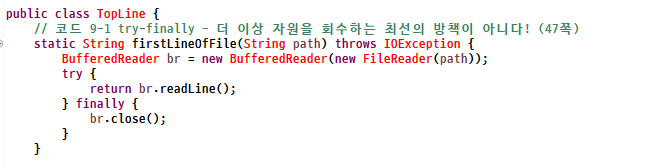 public class TopLine {
    // 코드 9-1 try-finally - 더 이상 자원을 회수하는 최선의 방책이 아니다! (47쪽)
    static String firstLineOfFile(String path) throws IOException {
        BufferedReader br = new BufferedReader(new FileReader(path));
        try {
            return br.readLine();
        } finally {
            br.close();
        }
    }